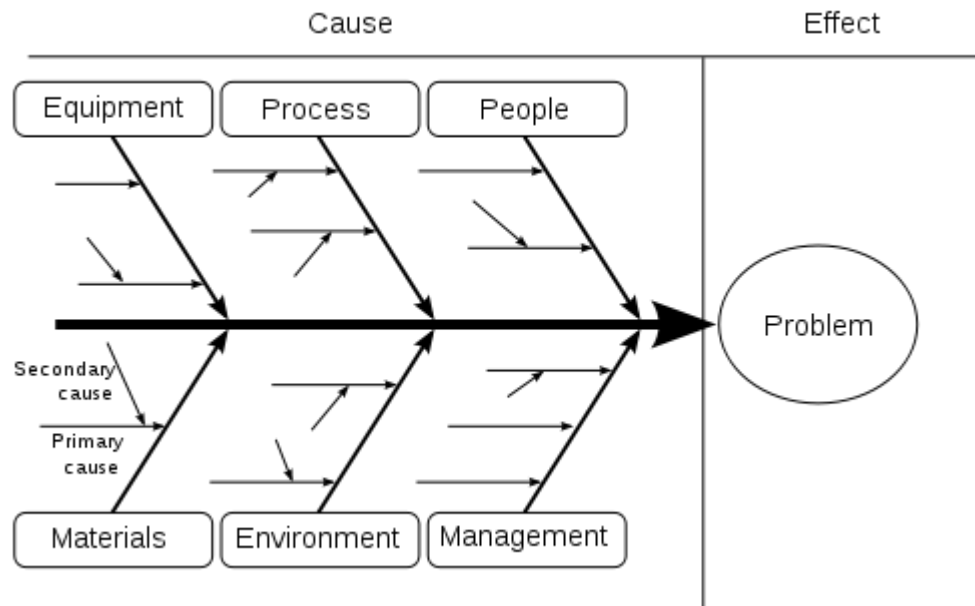 Cause
Effect
Equipment
Process
People
Problem
Secondary
cause
Primary
cause
Materials
Environment
Management